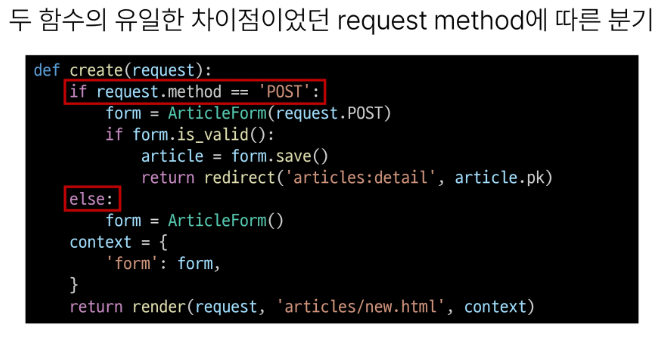 두 함수의 유일한 차이점이었던 request method에 따른 분기
def create(request):
    if request.method == 'POST':
        form = ArticleForm(request.POST)
        if form.is_valid():
            article = form.save()
            return redirect('articles:detail', article.pk)
    else:
        form = ArticleForm()
    context = {
        'form': form,
    }
    return render(request, 'articles/new.html', context)